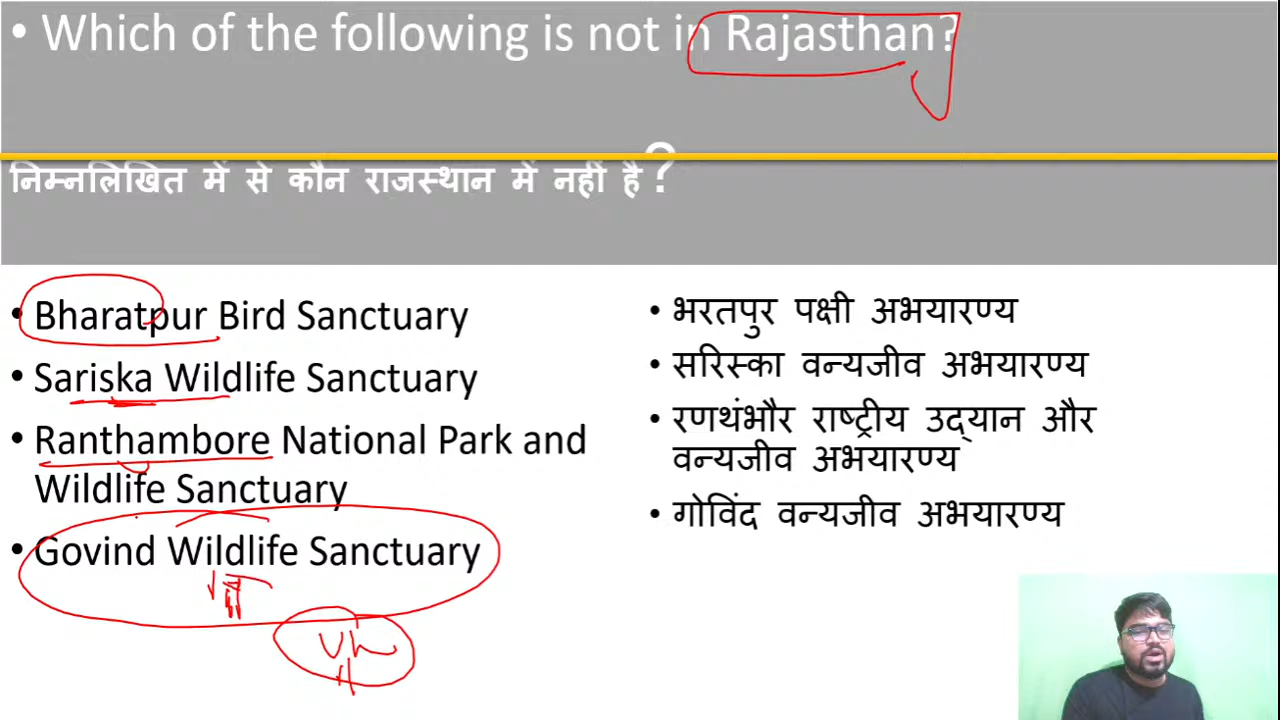 • Which of the following is not in Rajasthan?
निम्नलिखित में से कौन राजस्थान में नहीं है?
• Bharatpur Bird Sanctuary
• Sariska Wildlife Sanctuary
• Ranthambore National Park and
Wildlife Sanctuary
• Govind Wildlife Sanctuary
• भरतपुर पक्षी अभयारण्य
• सरिस्का वन्यजीव अभयारण्य
• रणथंभौर राष्ट्रीय उद्यान और
वन्यजीव अभयारण्य
• गोविंद वन्यजीव अभयारण्य